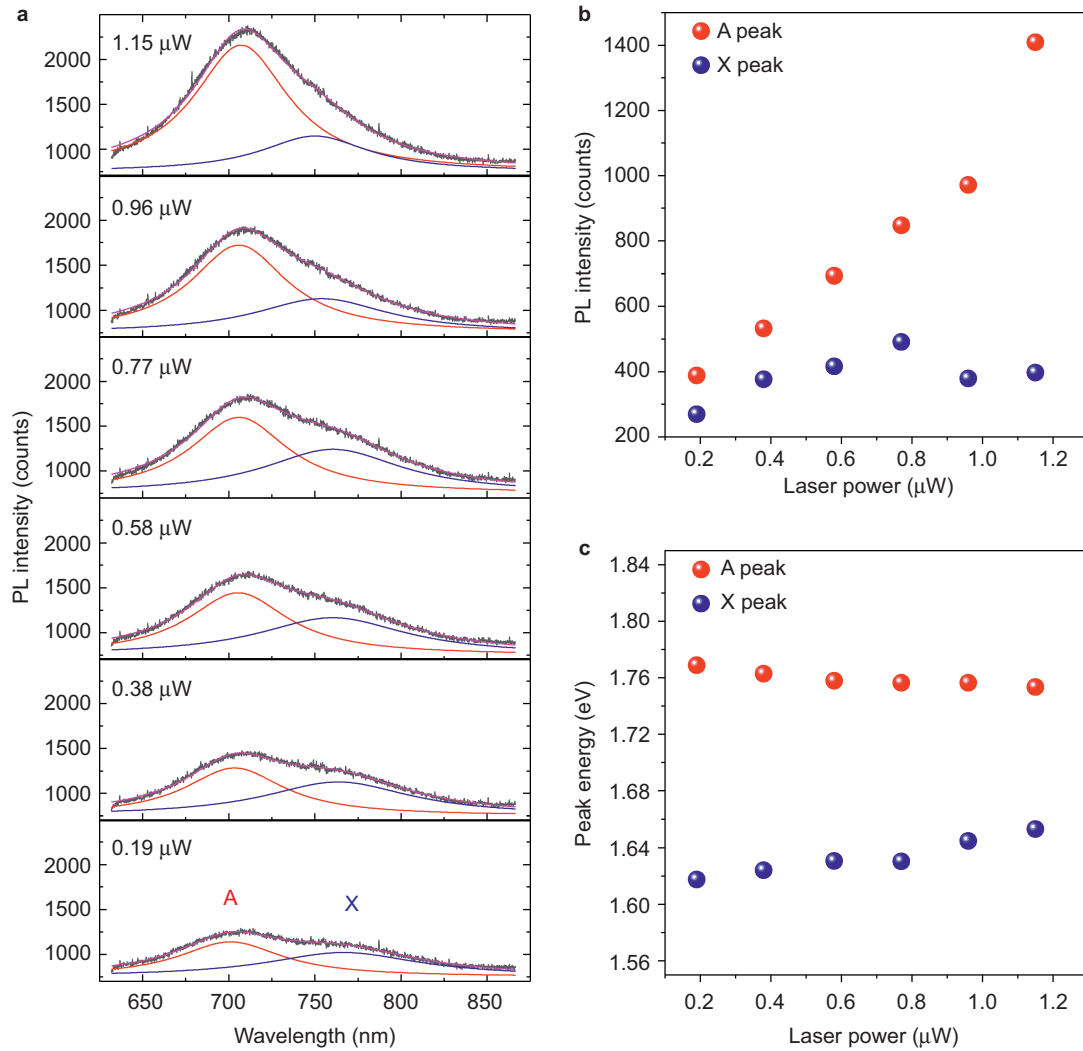 a
PL intensity (counts)
1.15 μW
2000
1500
1000
0.96 μW
2000
1500
1000
0.77 μW
2000
1500
1000
0.58 μW
2000
1500
1000
0.38 μW
2000
1500
1000
0.19 μW
2000
1500
1000
A
X
650 700 750 800 850
Wavelength (nm)
b
A peak
X peak
PL intensity (counts)
1400
1200
1000
800
600
400
200
0.2 0.4 0.6 0.8 1.0 1.2
Laser power (μW)
c
A peak
X peak
Peak energy (eV)
1.84
1.80
1.76
1.72
1.68
1.64
1.60
1.56
0.2 0.4 0.6 0.8 1.0 1.2
Laser power (μW)